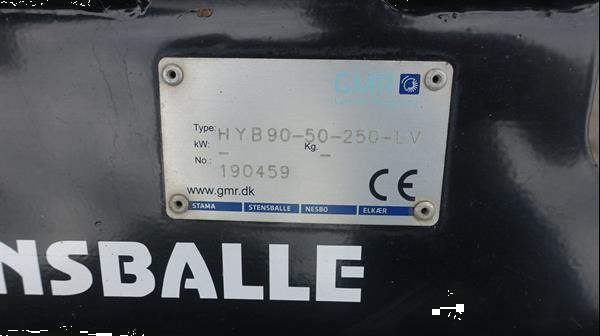 GMR
Type: HYB90-50-250-LV
kW: - Kg. -
No.: 190459
www.gmr.dk
CE
STAMA STENSBALLE NESBO ELKÆR
NSBALLE